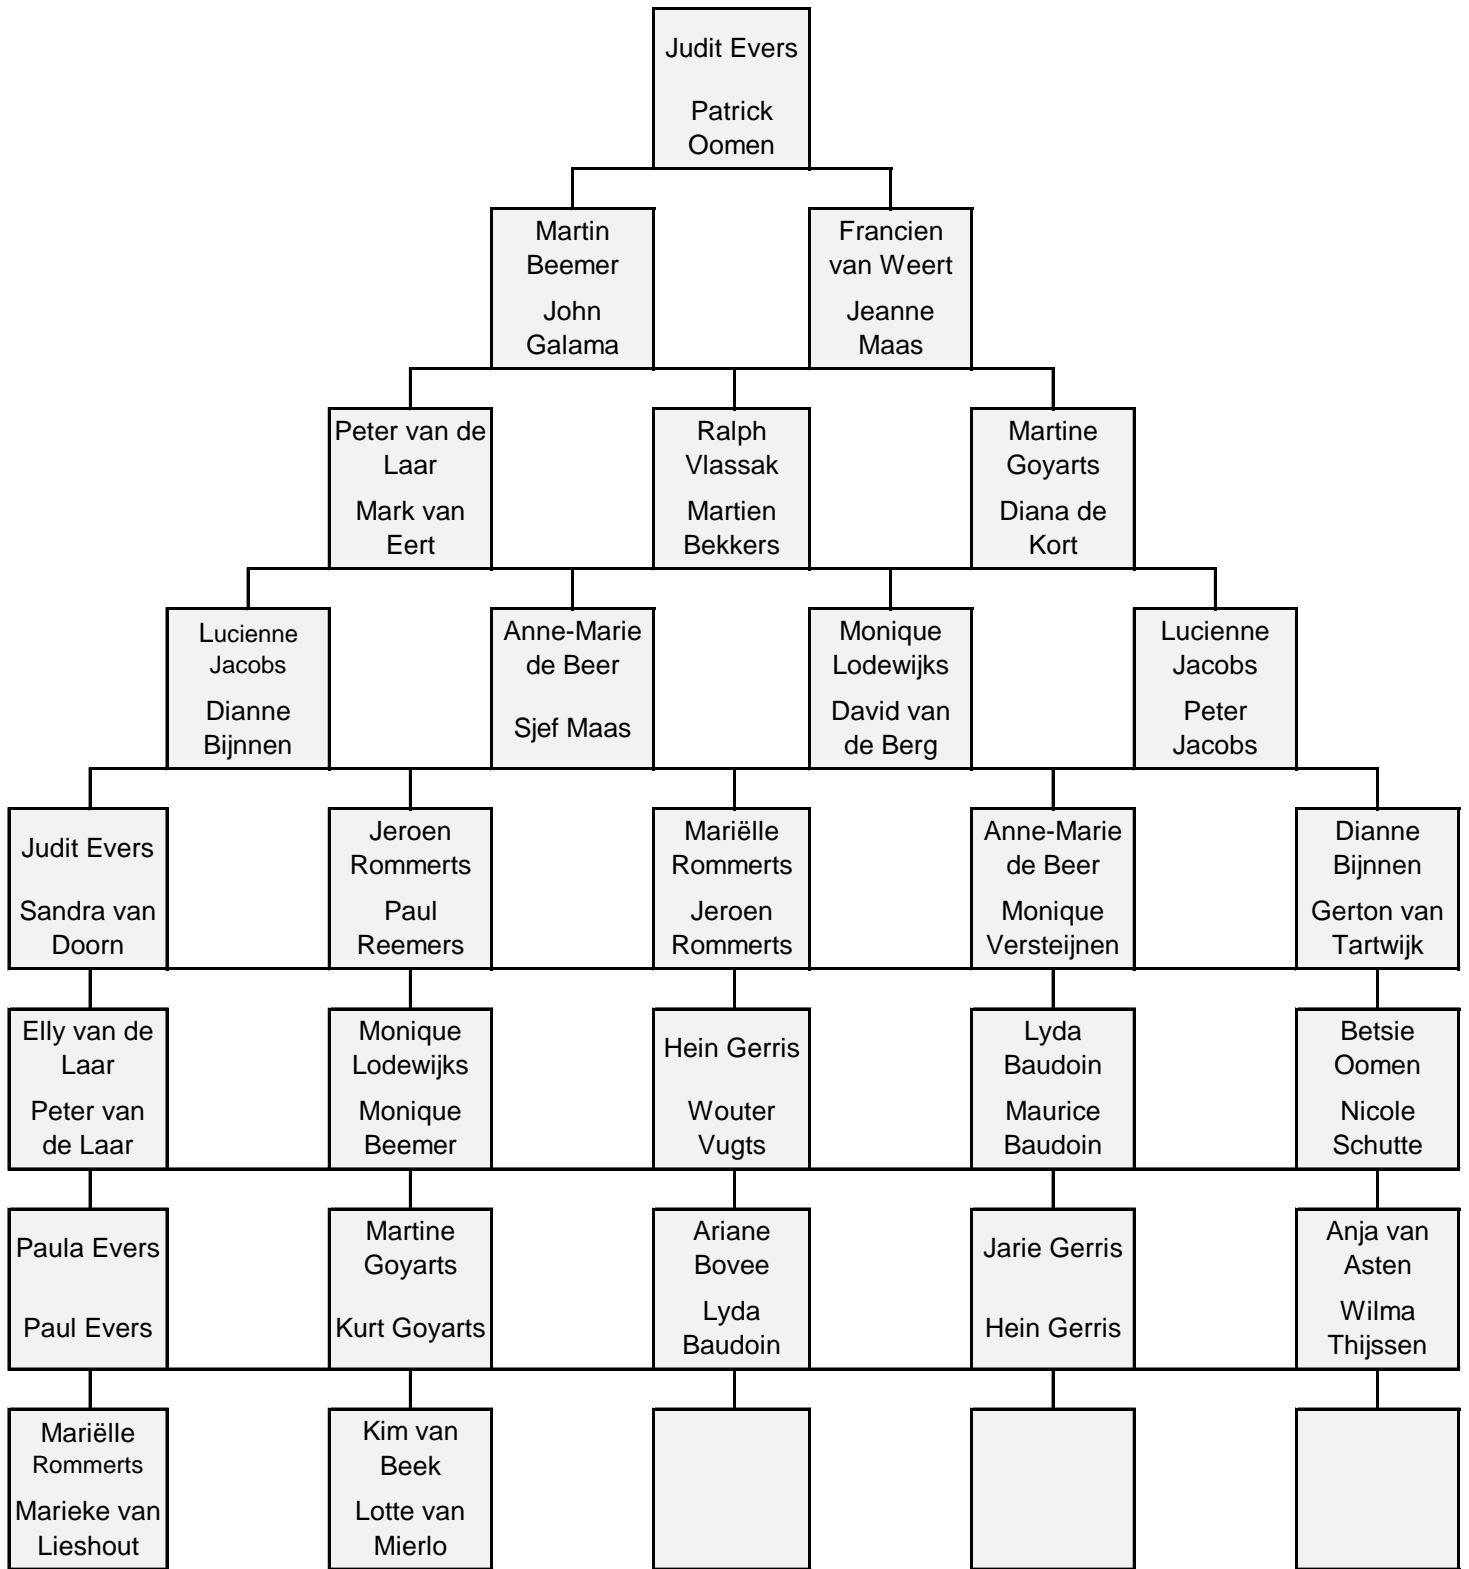 Judit Evers
Patrick
Oomen
Martin
Beemer
John
Galama
Francien
van Weert
Jeanne
Maas
Peter van de
Laar
Mark van
Eert
Ralph
Vlassak
Martien
Bekkers
Martine
Goyarts
Diana de
Kort
Lucienne
Jacobs
Dianne
Bijnnen
Anne-Marie
de Beer
Sjef Maas
Monique
Lodewijks
David van
de Berg
Lucienne
Jacobs
Peter
Jacobs
Judit Evers
Sandra van
Doorn
Jeroen
Rommerts
Paul
Reemers
Mariëlle
Rommerts
Jeroen
Rommerts
Anne-Marie
de Beer
Monique
Versteijnen
Dianne
Bijnnen
Gerton van
Tartwijk
Elly van de
Laar
Peter van
de Laar
Monique
Lodewijks
Monique
Beemer
Hein Gerris
Wouter
Vugts
Lyda
Baudoin
Maurice
Baudoin
Betsie
Oomen
Nicole
Schutte
Paula Evers
Paul Evers
Martine
Goyarts
Kurt Goyarts
Ariane
Bovee
Lyda
Baudoin
Jarie Gerris
Hein Gerris
Anja van
Asten
Wilma
Thijssen
Mariëlle
Rommerts
Marieke van
Lieshout
Kim van
Beek
Lotte van
Mierlo